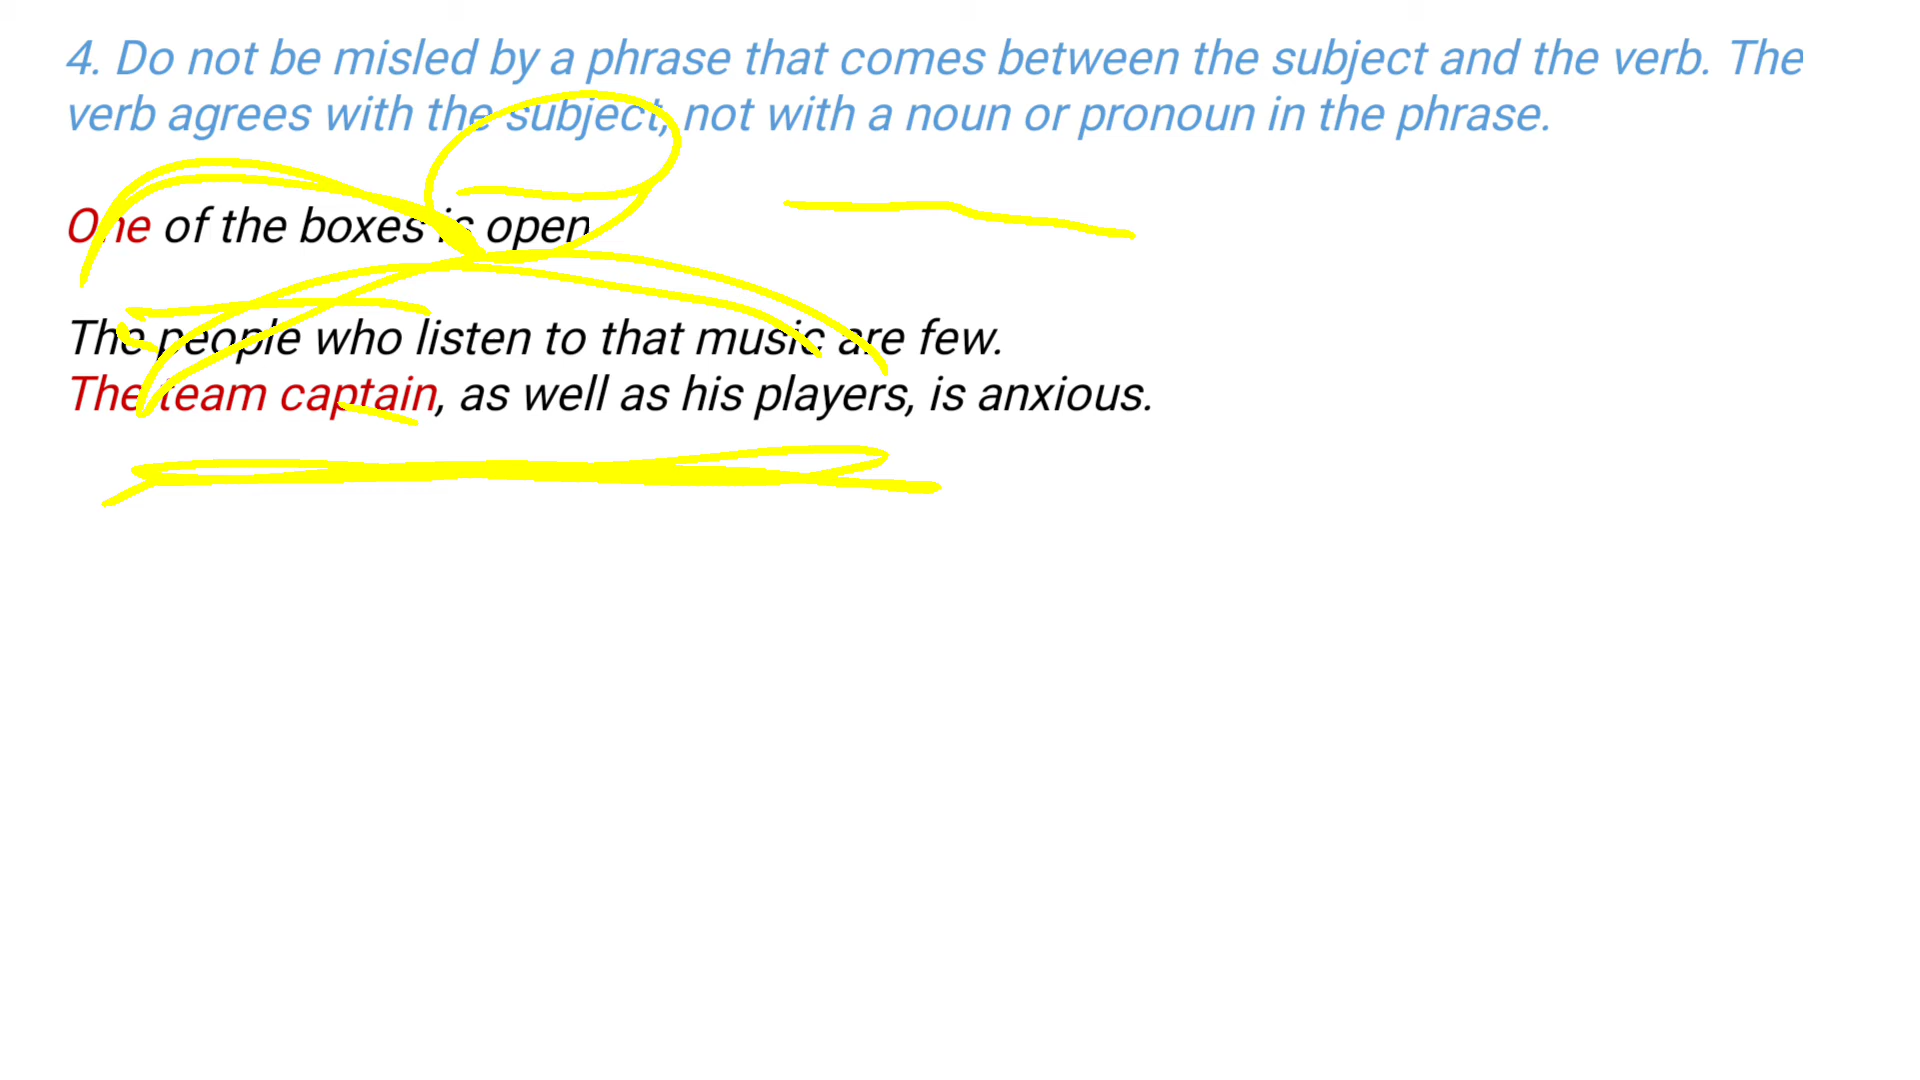 4. Do not be misled by a phrase that comes between the subject and the verb. The
verb agrees with the subject, not with a noun or pronoun in the phrase.
One of the boxes is open
The people who listen to that music are few.
The team captain, as well as his players, is anxious.